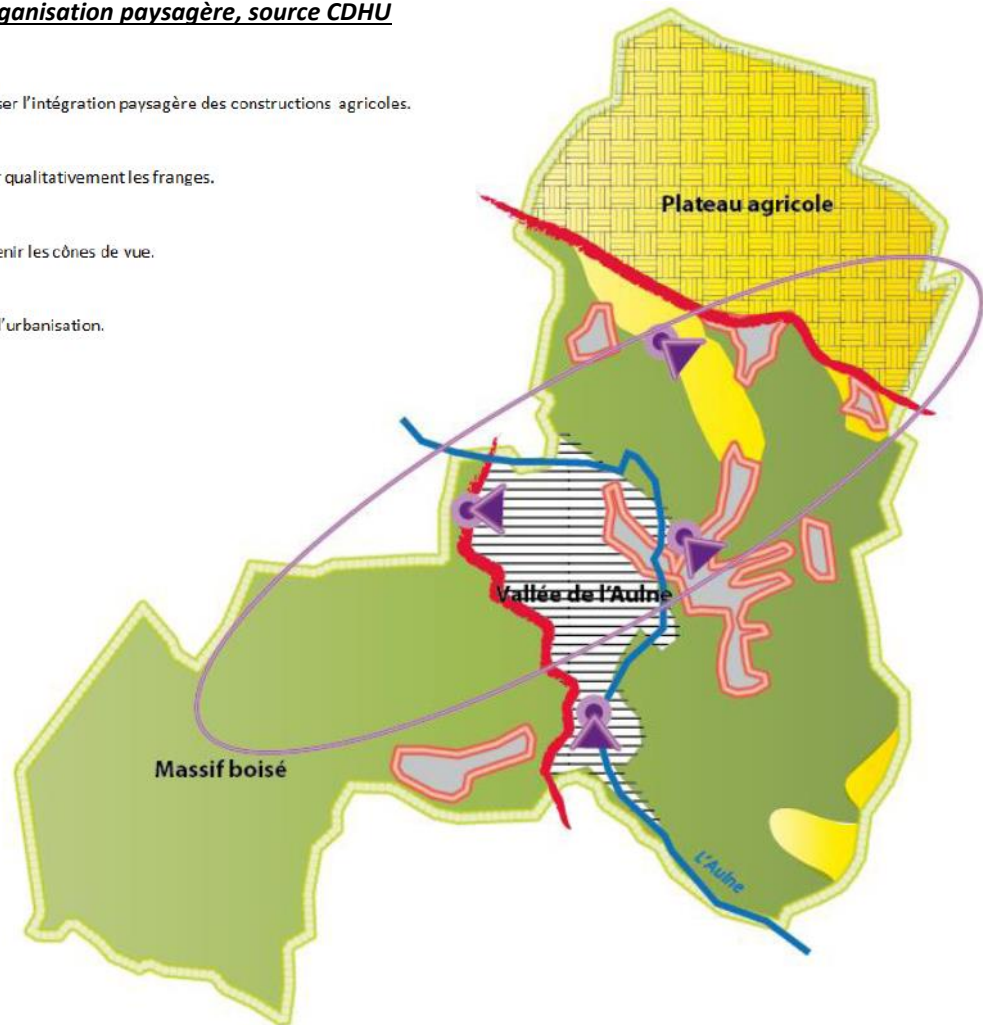 ganisation paysagère, source CDHU
ser l'intégration paysagère des constructions agricoles.
r qualitativement les franges.
enir les cônes de vue.
l'urbanisation.
Plateau agricole
Vallée de l'Aulne
Massif boisé
L'Aulne